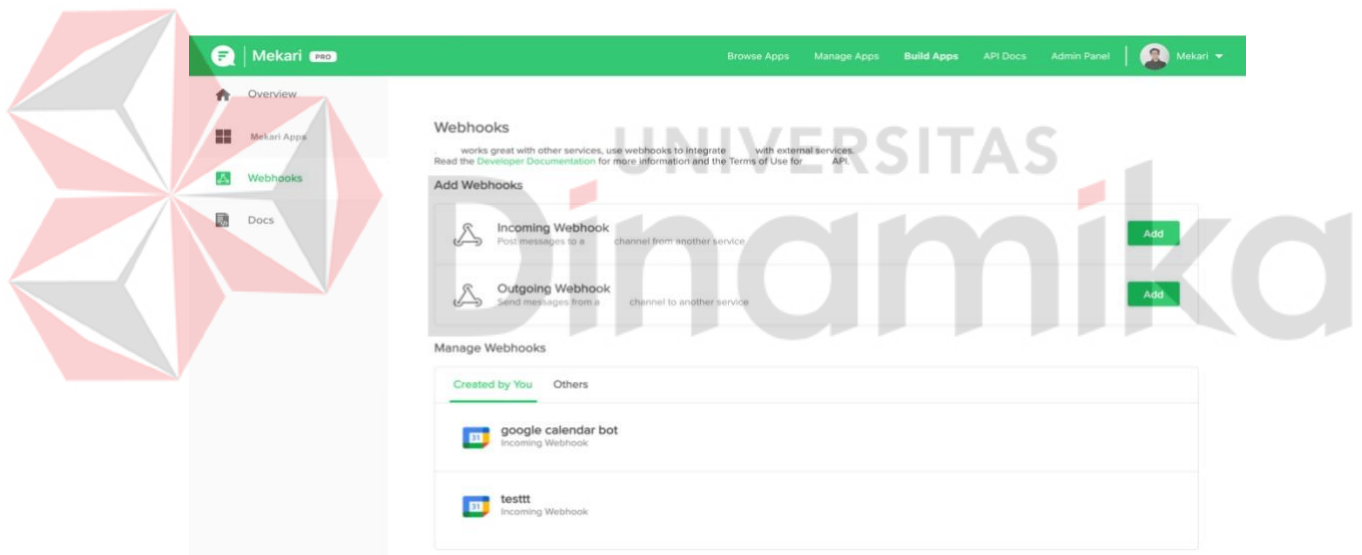 Mekari PRO
Browse Apps Manage Apps Build Apps API Docs Admin Panel Mekari
Overview
Mekari Apps
Webhooks
Docs
Webhooks
works great with other services, use webhooks to integrate with external services.
Read the Developer Documentation for more information and the Terms of Use for API.
Add Webhooks
Incoming Webhook
Post messages to a channel from another service
Add
Outgoing Webhook
Send messages from a channel to another service
Add
Manage Webhooks
Created by You Others
31
google calendar bot
Incoming Webhook
31
testtt
Incoming Webhook
UNIVERSITAS
Dinamika